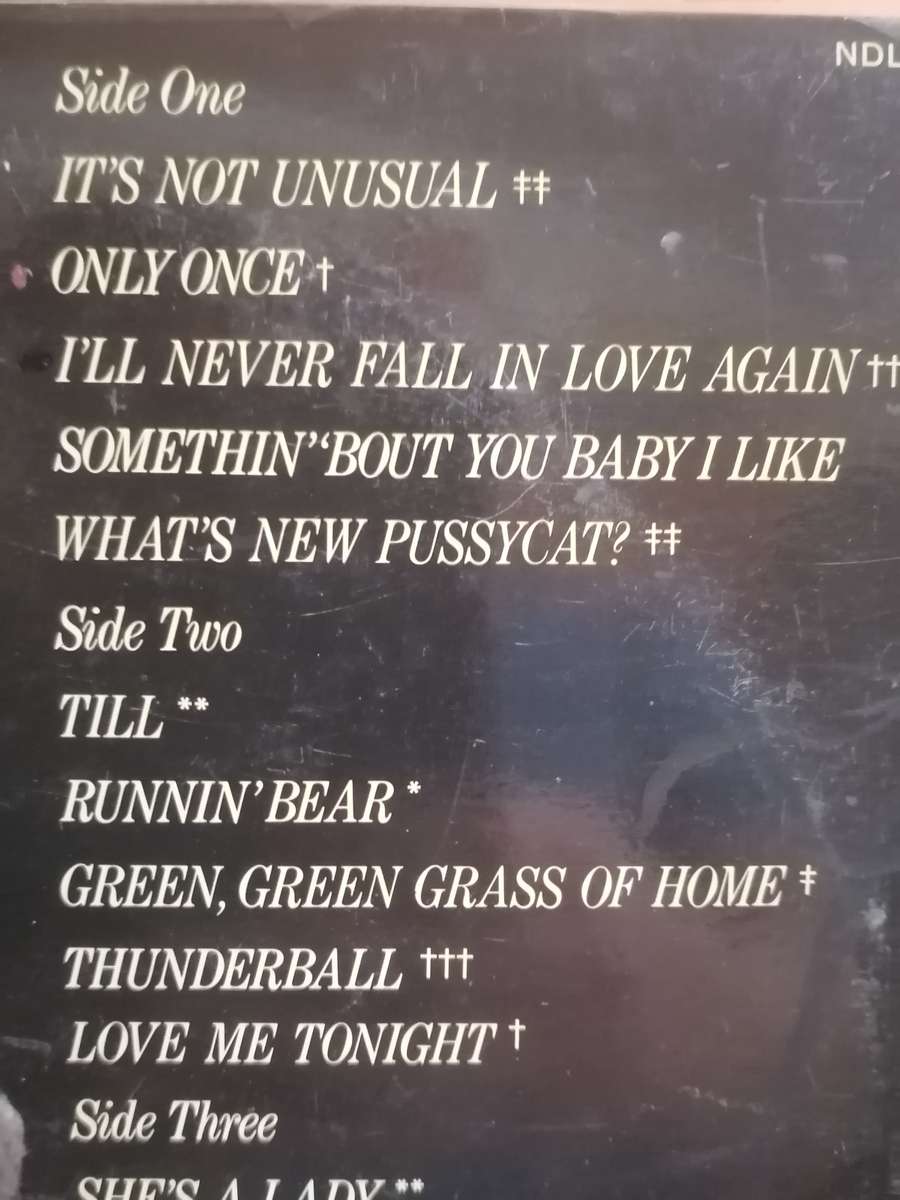 NDL
Side One
IT'S NOT UNUSUAL ‡‡
ONLY ONCE †
I'LL NEVER FALL IN LOVE AGAIN ††
SOMETHIN' 'BOUT YOU BABY I LIKE
WHAT'S NEW PUSSYCAT? ‡‡
Side Two
TILL **
RUNNIN' BEAR *
GREEN, GREEN GRASS OF HOME ‡
THUNDERBALL †††
LOVE ME TONIGHT †
Side Three
SHE'S A LADY **